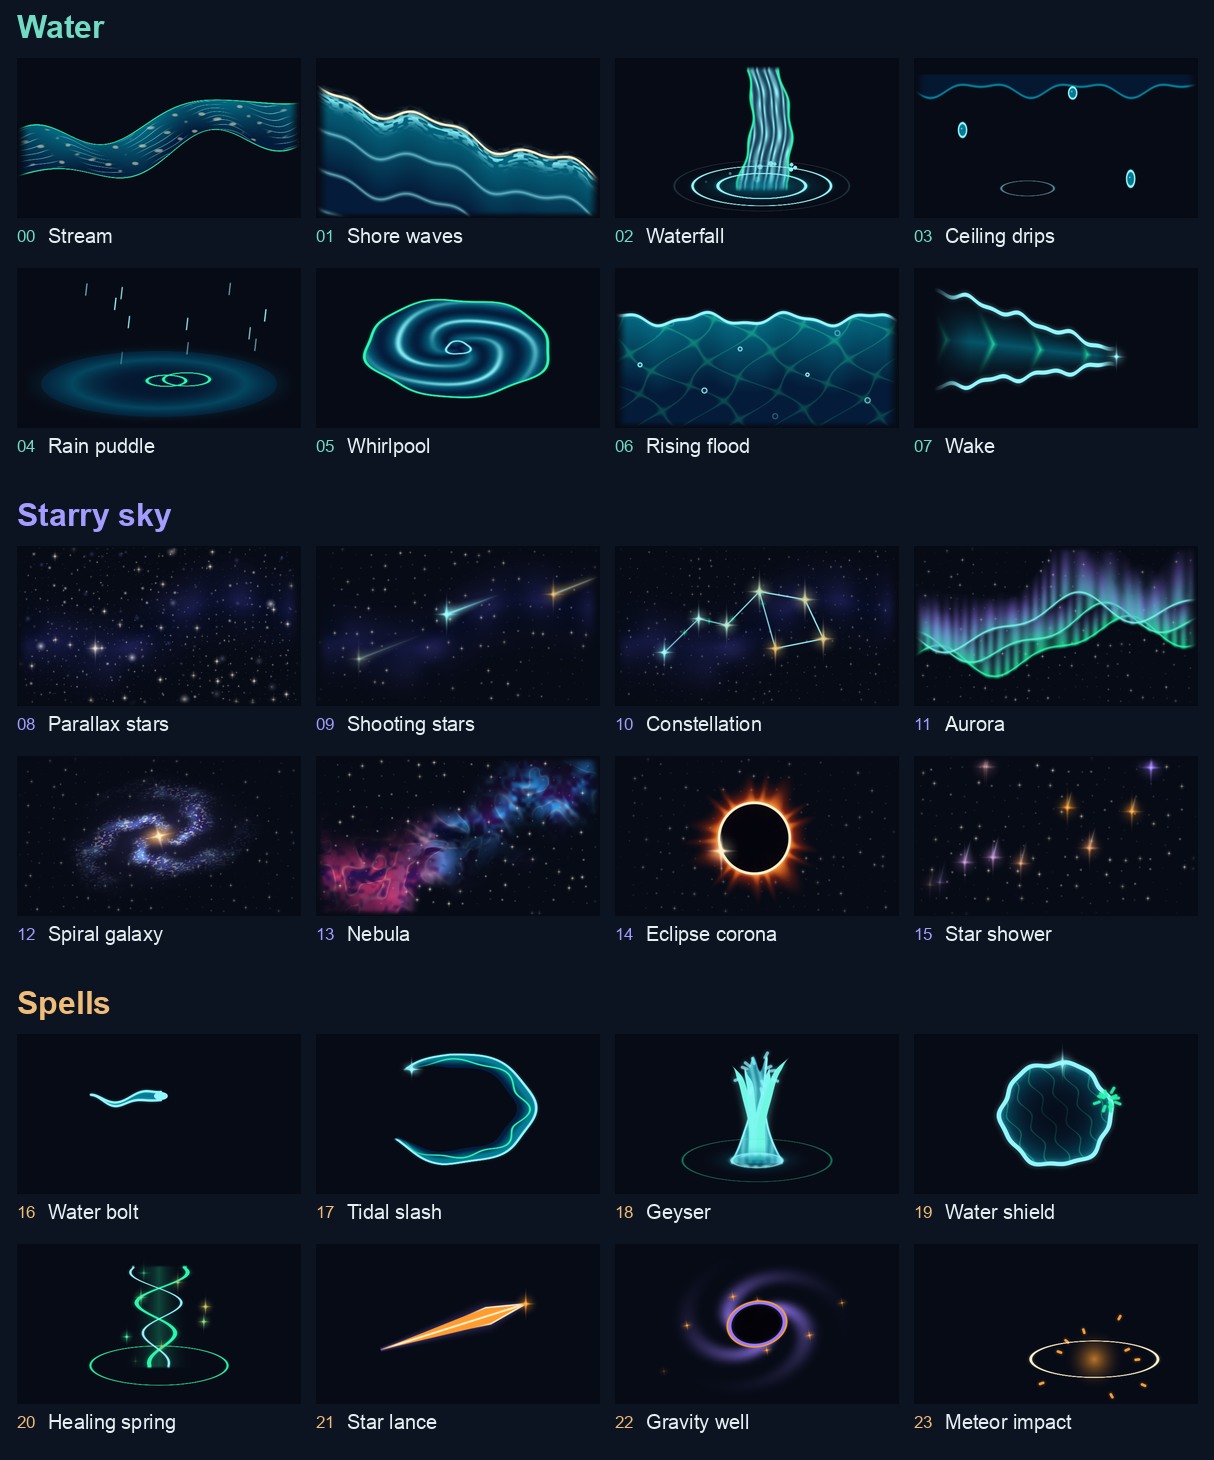 Water
00 Stream
01 Shore waves
02 Waterfall
03 Ceiling drips
04 Rain puddle
05 Whirlpool
06 Rising flood
07 Wake
Starry sky
08 Parallax stars
09 Shooting stars
10 Constellation
11 Aurora
12 Spiral galaxy
13 Nebula
14 Eclipse corona
15 Star shower
Spells
16 Water bolt
17 Tidal slash
18 Geyser
19 Water shield
20 Healing spring
21 Star lance
22 Gravity well
23 Meteor impact